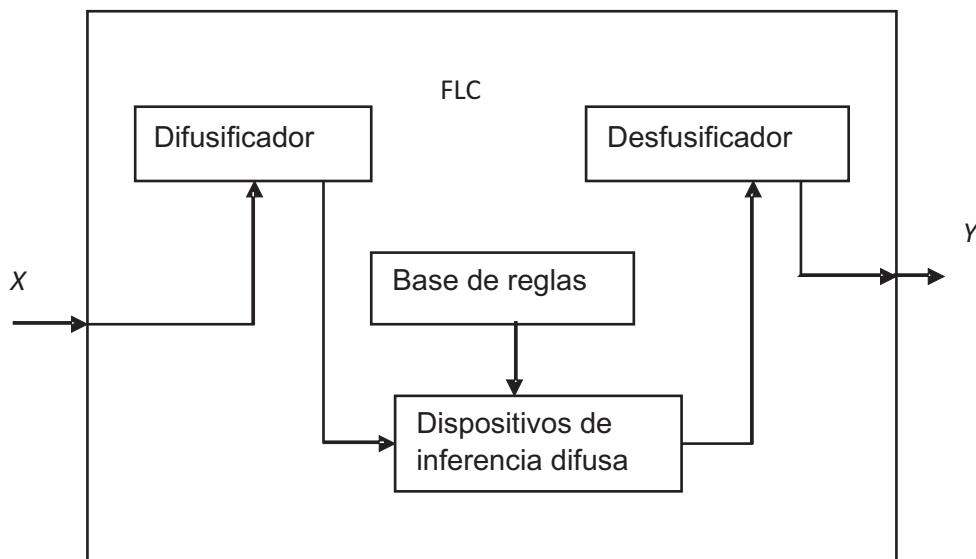 FLC
Difusificador
Desfusificador
X
Y
Base de reglas
Dispositivos de
inferencia difusa